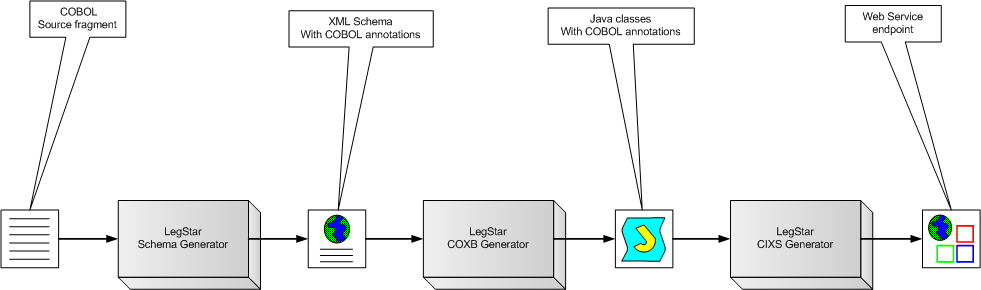 COBOL
Source fragment
XML Schema
With COBOL annotations
Java classes
With COBOL annotations
Web Service
endpoint
LegStar
Schema Generator
LegStar
COXB Generator
LegStar
CIXS Generator